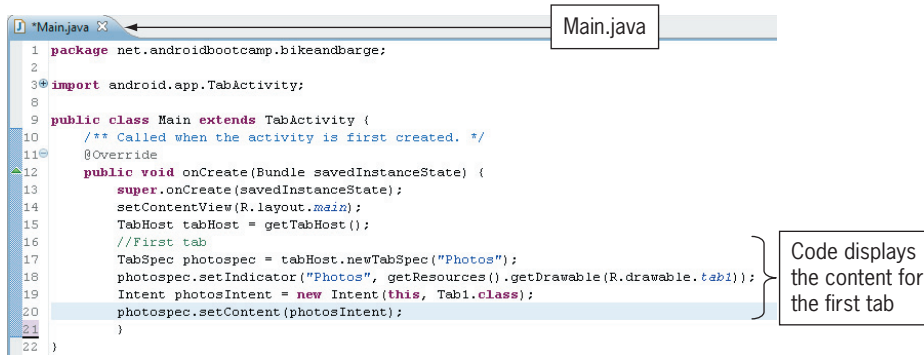 *Main.java
Main.java
1 package net.androidbootcamp.bikeandbarge;
2
3 import android.app.TabActivity;
8
9 public class Main extends TabActivity {
10 /** Called when the activity is first created. */
11 @Override
12 public void onCreate(Bundle savedInstanceState) {
13 super.onCreate(savedInstanceState);
14 setContentView(R.layout.main);
15 TabHost tabHost = getTabHost();
16 //First tab
17 TabSpec photospec = tabHost.newTabSpec("Photos");
18 photospec.setIndicator("Photos", getResources().getDrawable(R.drawable.tab1));
19 Intent photosIntent = new Intent(this, Tab1.class);
20 photospec.setContent(photosIntent);
21 }
22 }
Code displays
the content for
the first tab